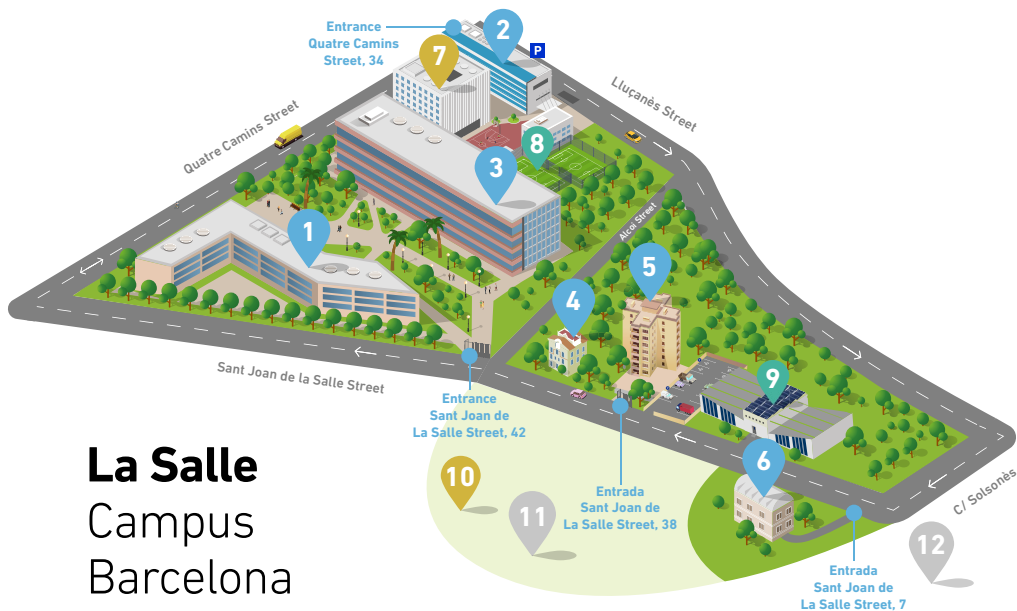 Entrance
Quatre Camins
Street, 34
2
P
7
Lluçanès Street
Quatre Camins Street
8
3
Alcoi Street
1
5
4
9
Sant Joan de la Salle Street
Entrance
Sant Joan de
La Salle Street, 42
6
10
11
Entrada
Sant Joan de
La Salle Street, 38
C/ Solsonès
12
Entrada
Sant Joan de
La Salle Street, 7
La Salle
Campus
Barcelona